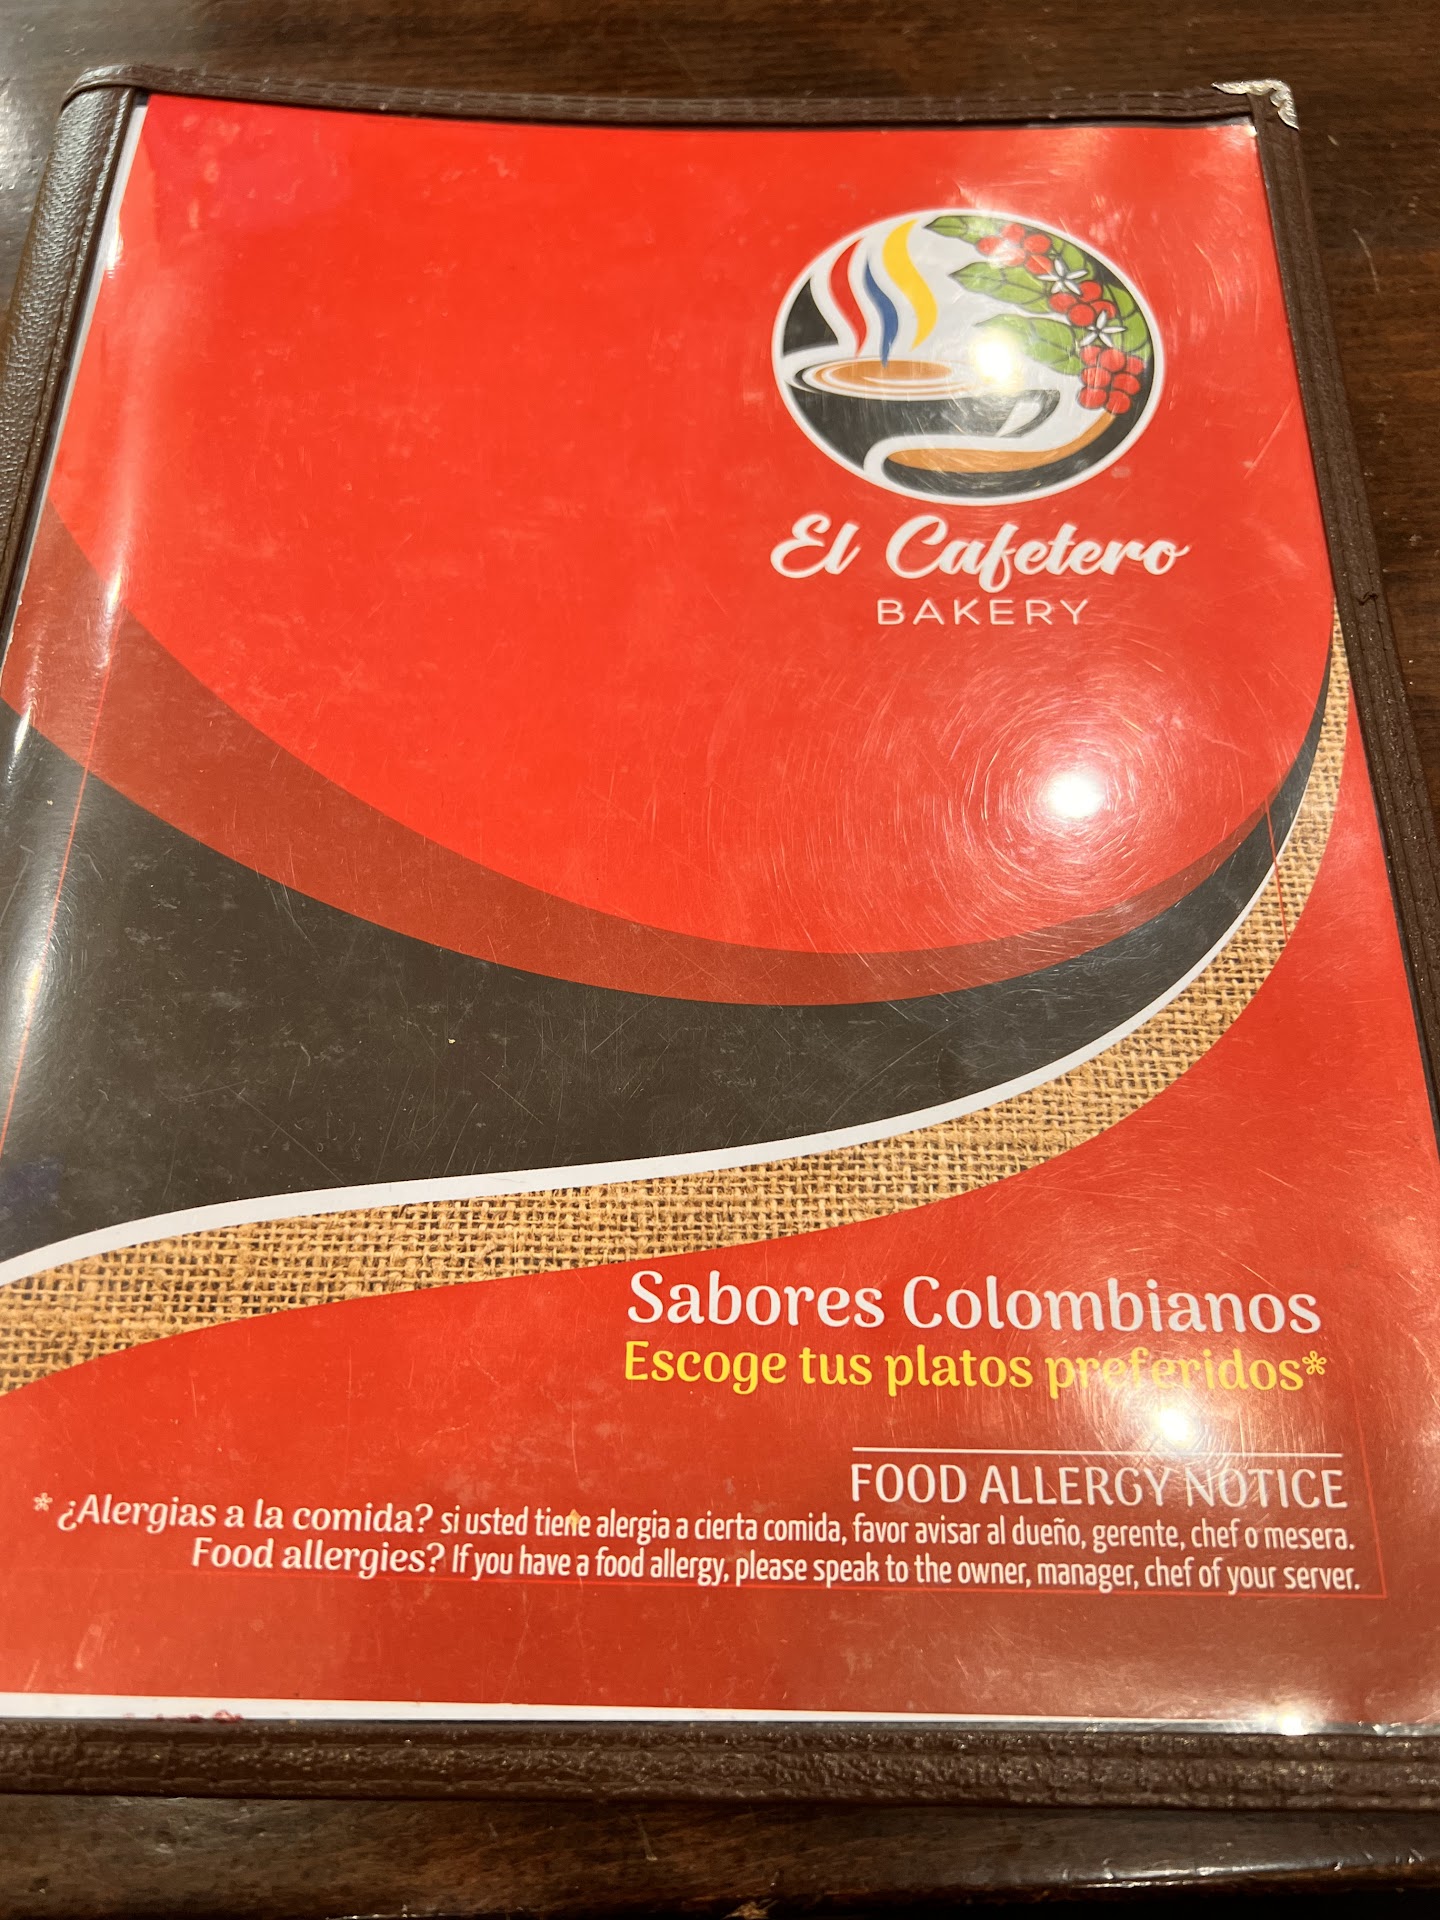 El Cafetero
BAKERY
Sabores Colombianos
Escoge tus platos preferidos*
FOOD ALLERGY NOTICE
* ¿Alergias a la comida? si usted tiene alergia a cierta comida, favor avisar al dueño, gerente, chef o mesera.
Food allergies? If you have a food allergy, please speak to the owner, manager, chef of your server.